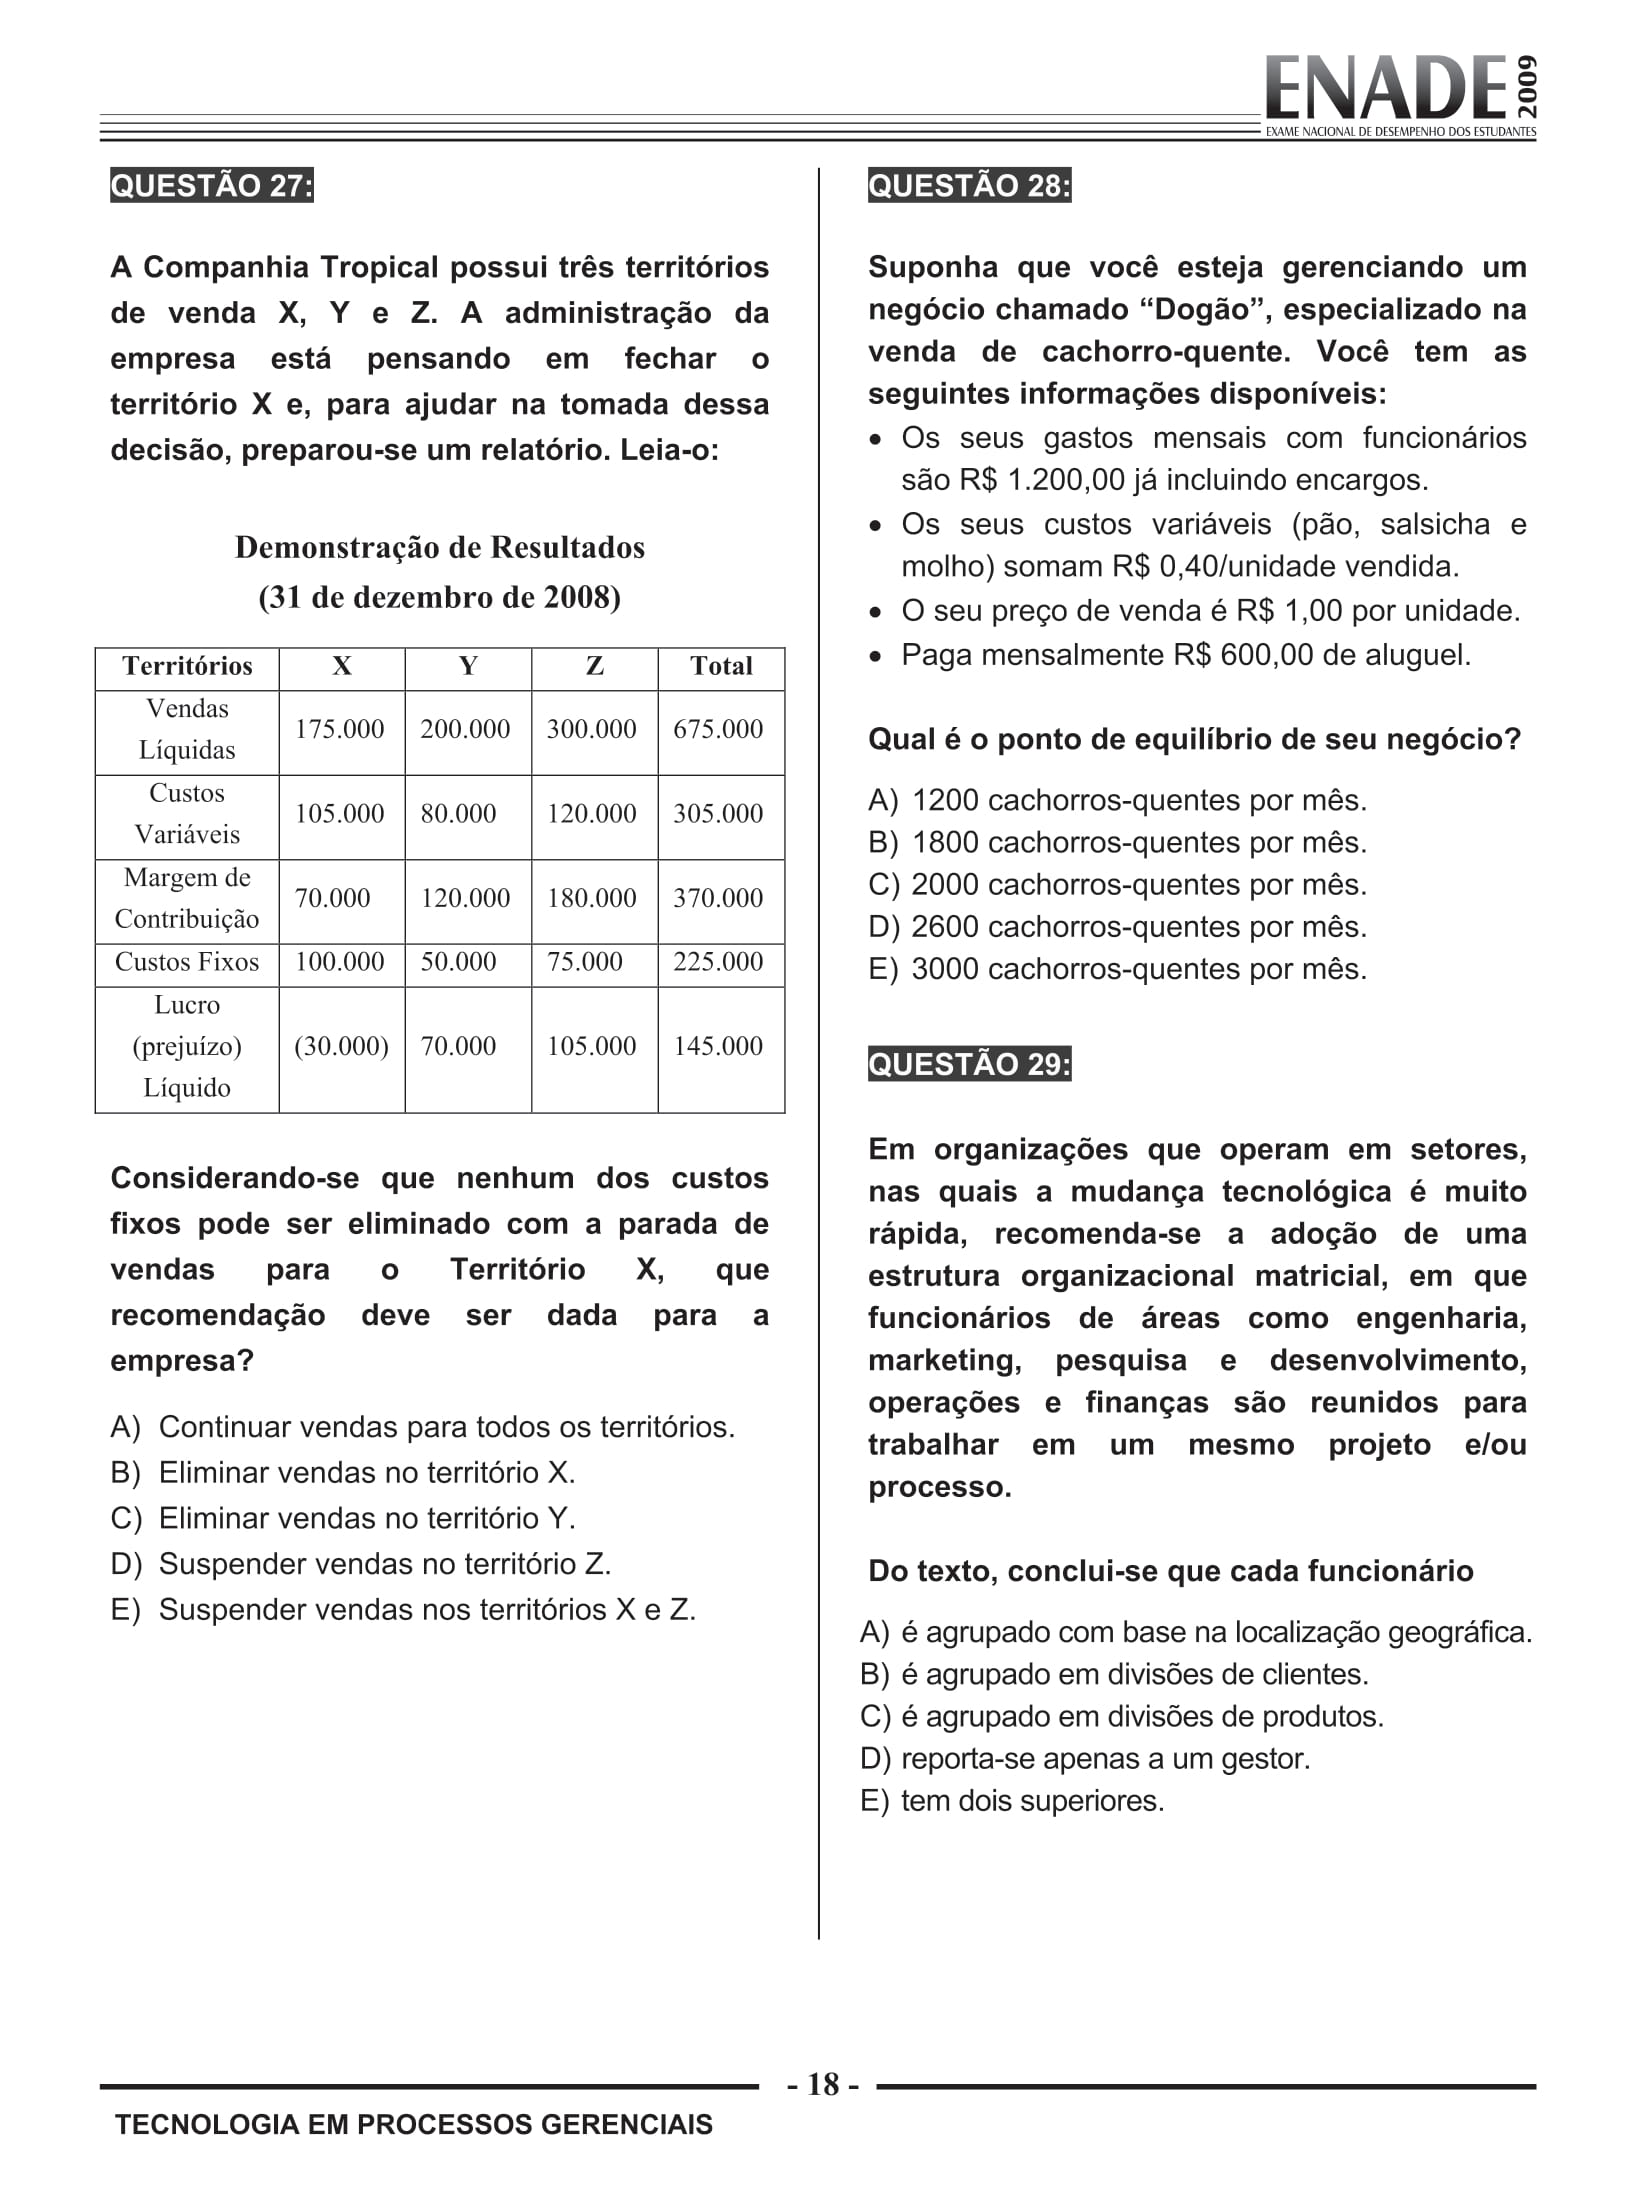 ENADE 2009
EXAME NACIONAL DE DESEMPENHO DOS ESTUDANTES
QUESTÃO 27:
A Companhia Tropical possui três territórios
de venda X, Y e Z. A administração da
empresa está pensando em fechar o
território X e, para ajudar na tomada dessa
decisão, preparou-se um relatório. Leia-o:
Demonstração de Resultados
(31 de dezembro de 2008)
Territórios X Y Z Total
Vendas
Líquidas 175.000 200.000 300.000 675.000
Custos
Variáveis 105.000 80.000 120.000 305.000
Margem de
Contribuição 70.000 120.000 180.000 370.000
Custos Fixos 100.000 50.000 75.000 225.000
Lucro
(prejuízo) (30.000) 70.000 105.000 145.000
Líquido
Considerando-se que nenhum dos custos
fixos pode ser eliminado com a parada de
vendas para o Território X, que
recomendação deve ser dada para a
empresa?
A) Continuar vendas para todos os territórios.
B) Eliminar vendas no território X.
C) Eliminar vendas no território Y.
D) Suspender vendas no território Z.
E) Suspender vendas nos territórios X e Z.
QUESTÃO 28:
Suponha que você esteja gerenciando um
negócio chamado “Dogão”, especializado na
venda de cachorro-quente. Você tem as
seguintes informações disponíveis:
• Os seus gastos mensais com funcionários
são R$ 1.200,00 já incluindo encargos.
• Os seus custos variáveis (pão, salsicha e
molho) somam R$ 0,40/unidade vendida.
• O seu preço de venda é R$ 1,00 por unidade.
• Paga mensalmente R$ 600,00 de aluguel.
Qual é o ponto de equilíbrio de seu negócio?
A) 1200 cachorros-quentes por mês.
B) 1800 cachorros-quentes por mês.
C) 2000 cachorros-quentes por mês.
D) 2600 cachorros-quentes por mês.
E) 3000 cachorros-quentes por mês.
QUESTÃO 29:
Em organizações que operam em setores,
nas quais a mudança tecnológica é muito
rápida, recomenda-se a adoção de uma
estrutura organizacional matricial, em que
funcionários de áreas como engenharia,
marketing, pesquisa e desenvolvimento,
operações e finanças são reunidos para
trabalhar em um mesmo projeto e/ou
processo.
Do texto, conclui-se que cada funcionário
A) é agrupado com base na localização geográfica.
B) é agrupado em divisões de clientes.
C) é agrupado em divisões de produtos.
D) reporta-se apenas a um gestor.
E) tem dois superiores.
- 18 -
TECNOLOGIA EM PROCESSOS GERENCIAIS